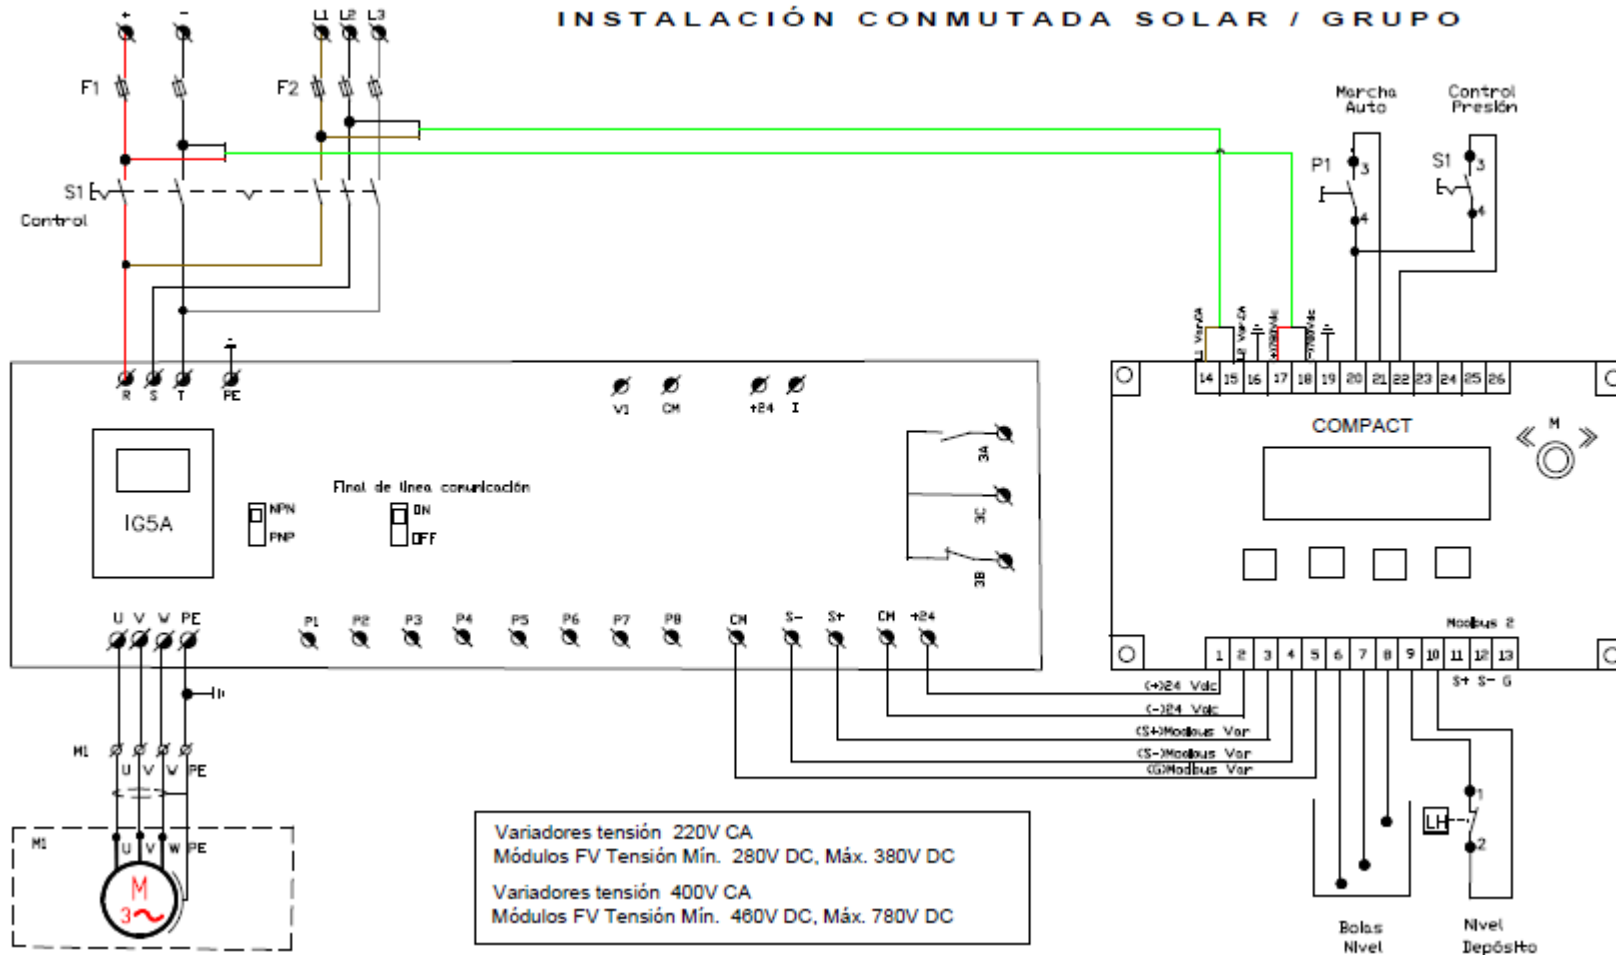 INSTALACIÓN CONMUTADA SOLAR / GRUPO
+ - L1 L2 L3
F1 F2
S1
Control
Marcha
Auto
Control
Presión
P1 3
4
S1 3
4
L1 Var.CA
L2 Var.CA
R S T PE
V1 CM +24 I
14 15 16 17 18 19 20 21 22 23 24 25 26
COMPACT
M
3A
3C
3B
IG5A
NPN
PNP
Final de línea comunicación
ON
OFF
U V W PE
P1 P2 P3 P4 P5 P6 P7 P8 CM S- S+ CM +24
Modbus 2
1 2 3 4 5 6 7 8 9 10 11 12 13
S+ S- G
(+)24 Vdc
(-)24 Vdc
(S+)Modbus Var
(S-)Modbus Var
(G)Modbus Var
M1
U V W PE
M1
U V W PE
M
3~
Variadores tensión 220V CA
Módulos FV Tensión Mín. 280V DC, Máx. 380V DC
Variadores tensión 400V CA
Módulos FV Tensión Mín. 460V DC, Máx. 780V DC
LH
1
2
Bolas
Nivel
Nivel
Depósito